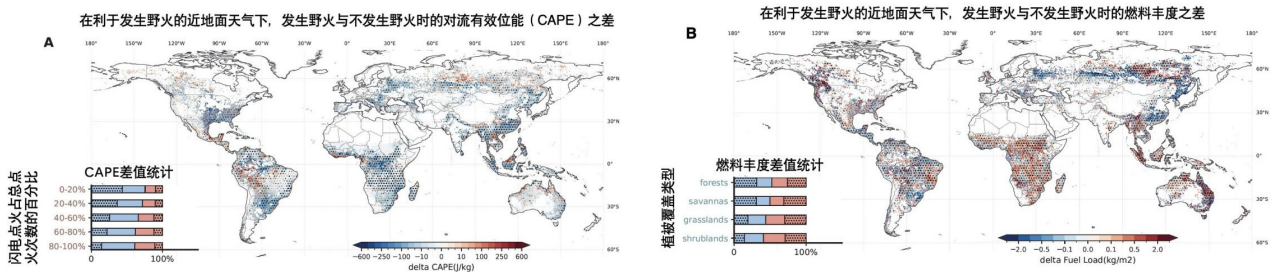 在利于发生野火的近地面天气下，发生野火与不发生野火时的对流有效位能（CAPE）之差
A
180° 120° 90° 60° 0° 30°E 60°E 90°E 120°E 150°E 180°
60°N
30°N
0°
30°S
60°S
闪电点火占总点
火次数的百分比
CAPE差值统计
0-20%
20-40%
40-60%
60-80%
80-100%
0 100%
−600 −250 −100 −10 10 100 250 600
delta CAPE(J/kg)
在利于发生野火的近地面天气下，发生野火与不发生野火时的燃料丰度之差
B
180° 120° 90° 60° 0° 30°E 60°E 90°E 120°E 150°E 180°
60°N
30°N
0°
30°S
60°S
植被覆盖类型
燃料丰度差值统计
forests
savannas
grasslands
shrublands
0 100%
−2.0 −0.5 −0.1 0.1 0.5 2.0
delta Fuel Load(kg/m2)